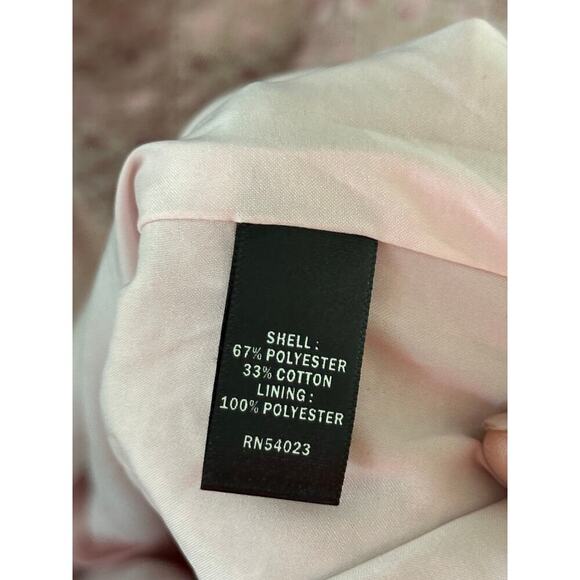 SHELL:
67% POLYESTER
33% COTTON
LINING:
100% POLYESTER
RN54023